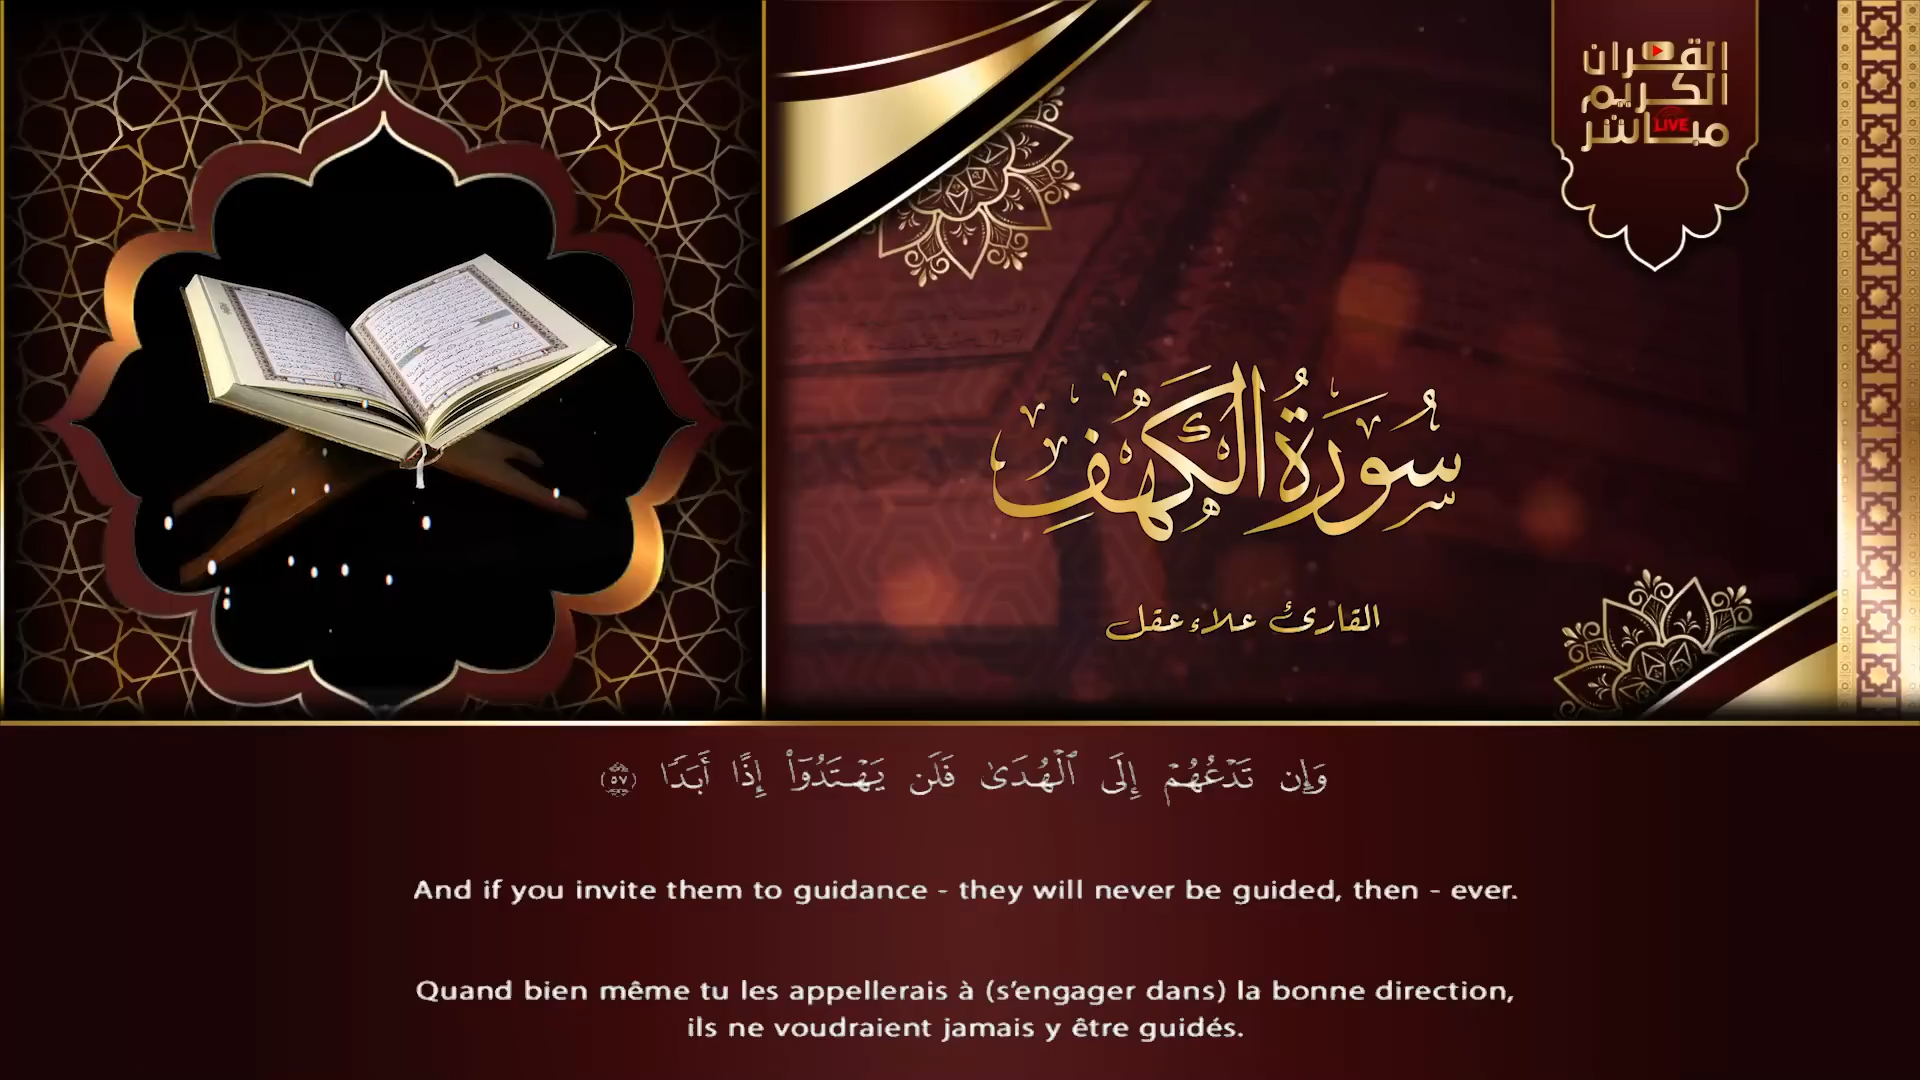 القرآن
الكريم
مباشر
LIVE
سُورَةُ الكَهْفِ
القارئ علاء عقل
وَإِن تَدْعُهُمْ إِلَى ٱلْهُدَىٰ فَلَن يَهْتَدُوٓا۟ إِذًا أَبَدًا ﴿٥٧﴾
And if you invite them to guidance - they will never be guided, then - ever.
Quand bien même tu les appellerais à (s'engager dans) la bonne direction,
ils ne voudraient jamais y être guidés.